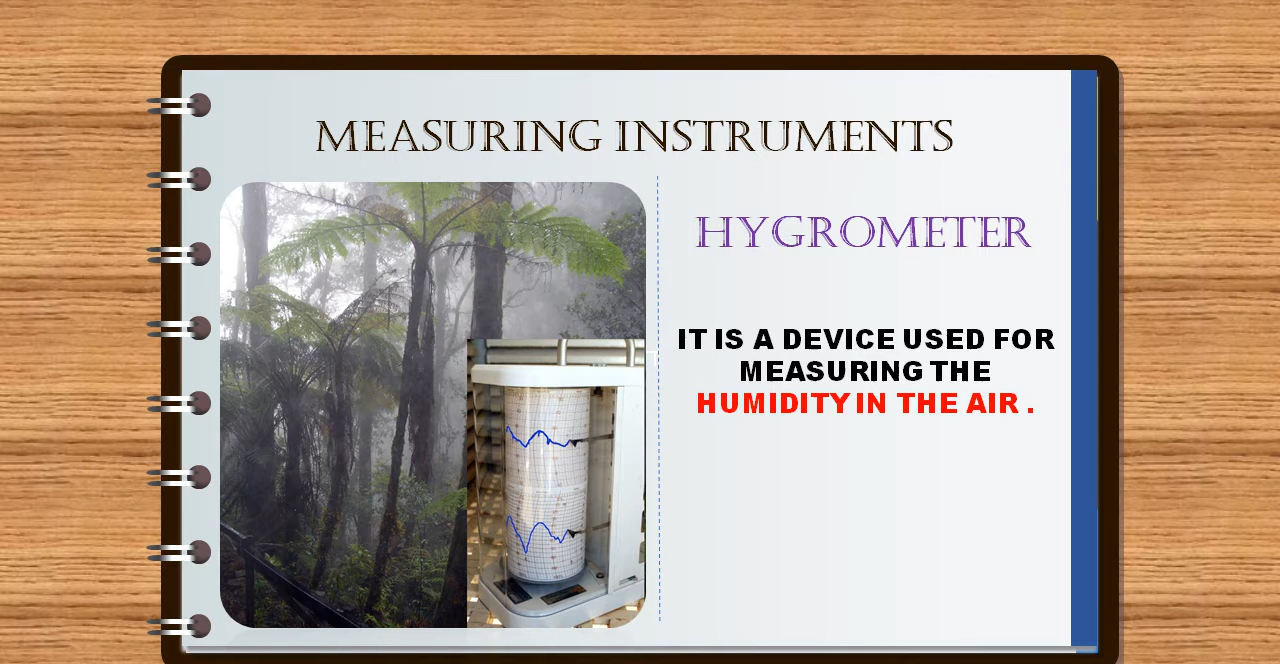 MEASURING INSTRUMENTS
HYGROMETER
IT IS A DEVICE USED FOR
MEASURING THE
HUMIDITY IN THE AIR .